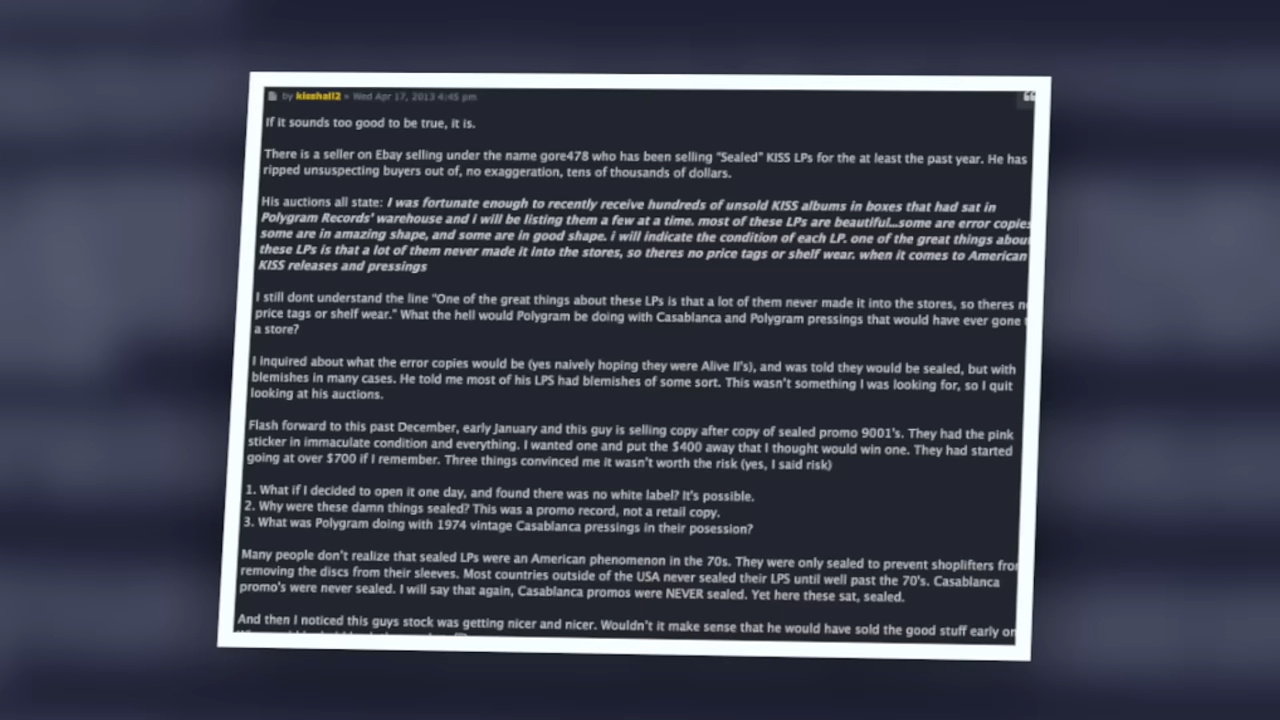 by kisshall2 » Wed Apr 17, 2013 4:45 pm
If it sounds too good to be true, it is.
There is a seller on Ebay selling under the name gore478 who has been selling "Sealed" KISS LPs for the at least the past year. He has
ripped unsuspecting buyers out of, no exaggeration, tens of thousands of dollars.
His auctions all state: I was fortunate enough to recently receive hundreds of unsold KISS albums in boxes that had sat in
Polygram Records' warehouse and i will be listing them a few at a time. most of these LPs are beautiful...some are error copies
some are in amazing shape, and some are in good shape. i will indicate the condition of each LP. one of the great things about
these LPs is that a lot of them never made it into the stores, so theres no price tags or shelf wear. when it comes to American
KISS releases and pressings
I still dont understand the line "One of the great things about these LPs is that a lot of them never made it into the stores, so theres
price tags or shelf wear." What the hell would Polygram be doing with Casablanca and Polygram pressings that would have ever gone
a store?
I inquired about what the error copies would be (yes naively hoping they were Alive II's), and was told they would be sealed, but with
blemishes in many cases. He told me most of his LPS had blemishes of some sort. This wasn't something I was looking for, so I quit
looking at his auctions.
Flash forward to this past December, early January and this guy is selling copy after copy of sealed promo 9001's. They had the pink
sticker in immaculate condition and everything. I wanted one and put the $400 away that I thought would win one. They had started
going at over $700 if I remember. Three things convinced me it wasn't worth the risk (yes, I said risk)
1. What if I decided to open it one day, and found there was no white label? It's possible.
2. Why were these damn things sealed? This was a promo record, not a retail copy.
3. What was Polygram doing with 1974 vintage Casablanca pressings in their posession?
Many people don't realize that sealed LPs were an American phenomenon in the 70s. They were only sealed to prevent shoplifters from
removing the discs from their sleeves. Most countries outside of the USA never sealed their LPS until well past the 70's. Casablanca
promo's were never sealed. I will say that again, Casablanca promos were NEVER sealed. Yet here these sat, sealed.
And then I noticed this guys stock was getting nicer and nicer. Wouldn't it make sense that he would have sold the good stuff early on